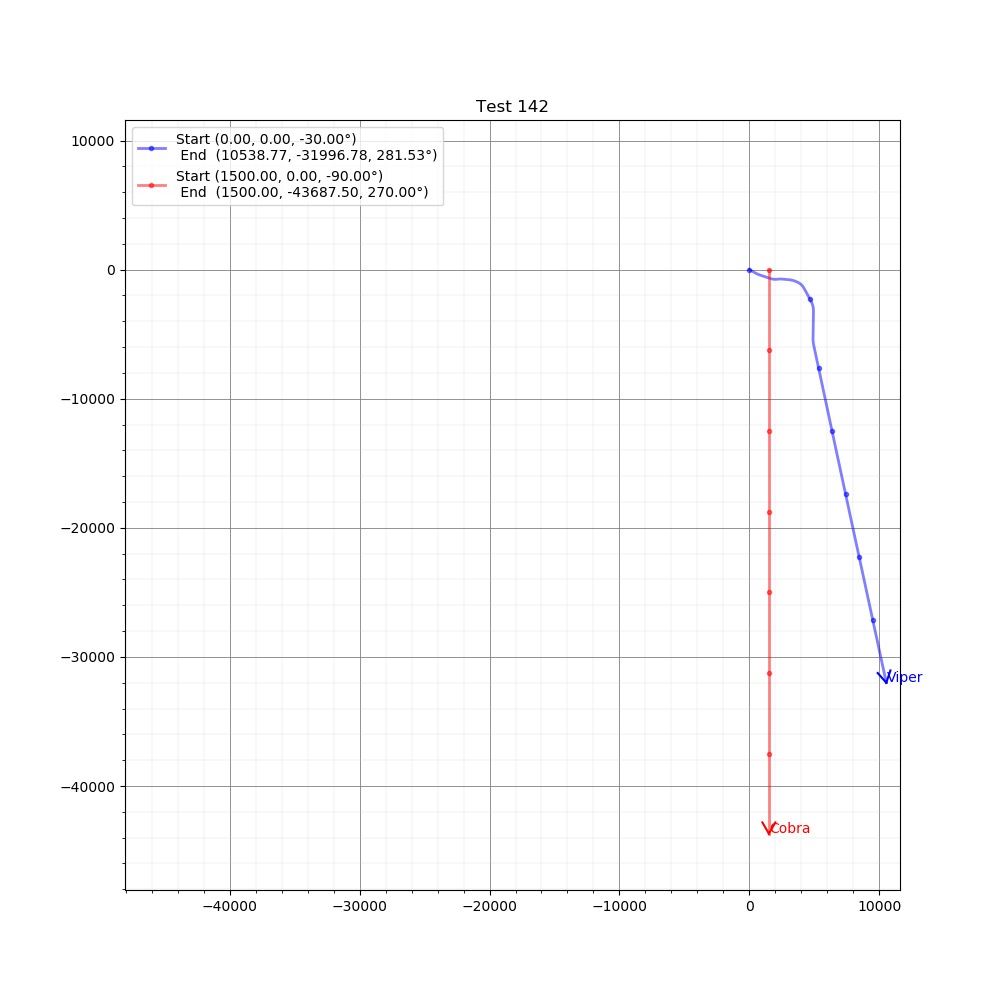 Test 142
Start (0.00, 0.00, -30.00°)
End (10538.77, -31996.78, 281.53°)
Start (1500.00, 0.00, -90.00°)
End (1500.00, -43687.50, 270.00°)
10000
0
−10000
−20000
−30000
−40000
Viper
Cobra
−40000
−30000
−20000
−10000
0
10000